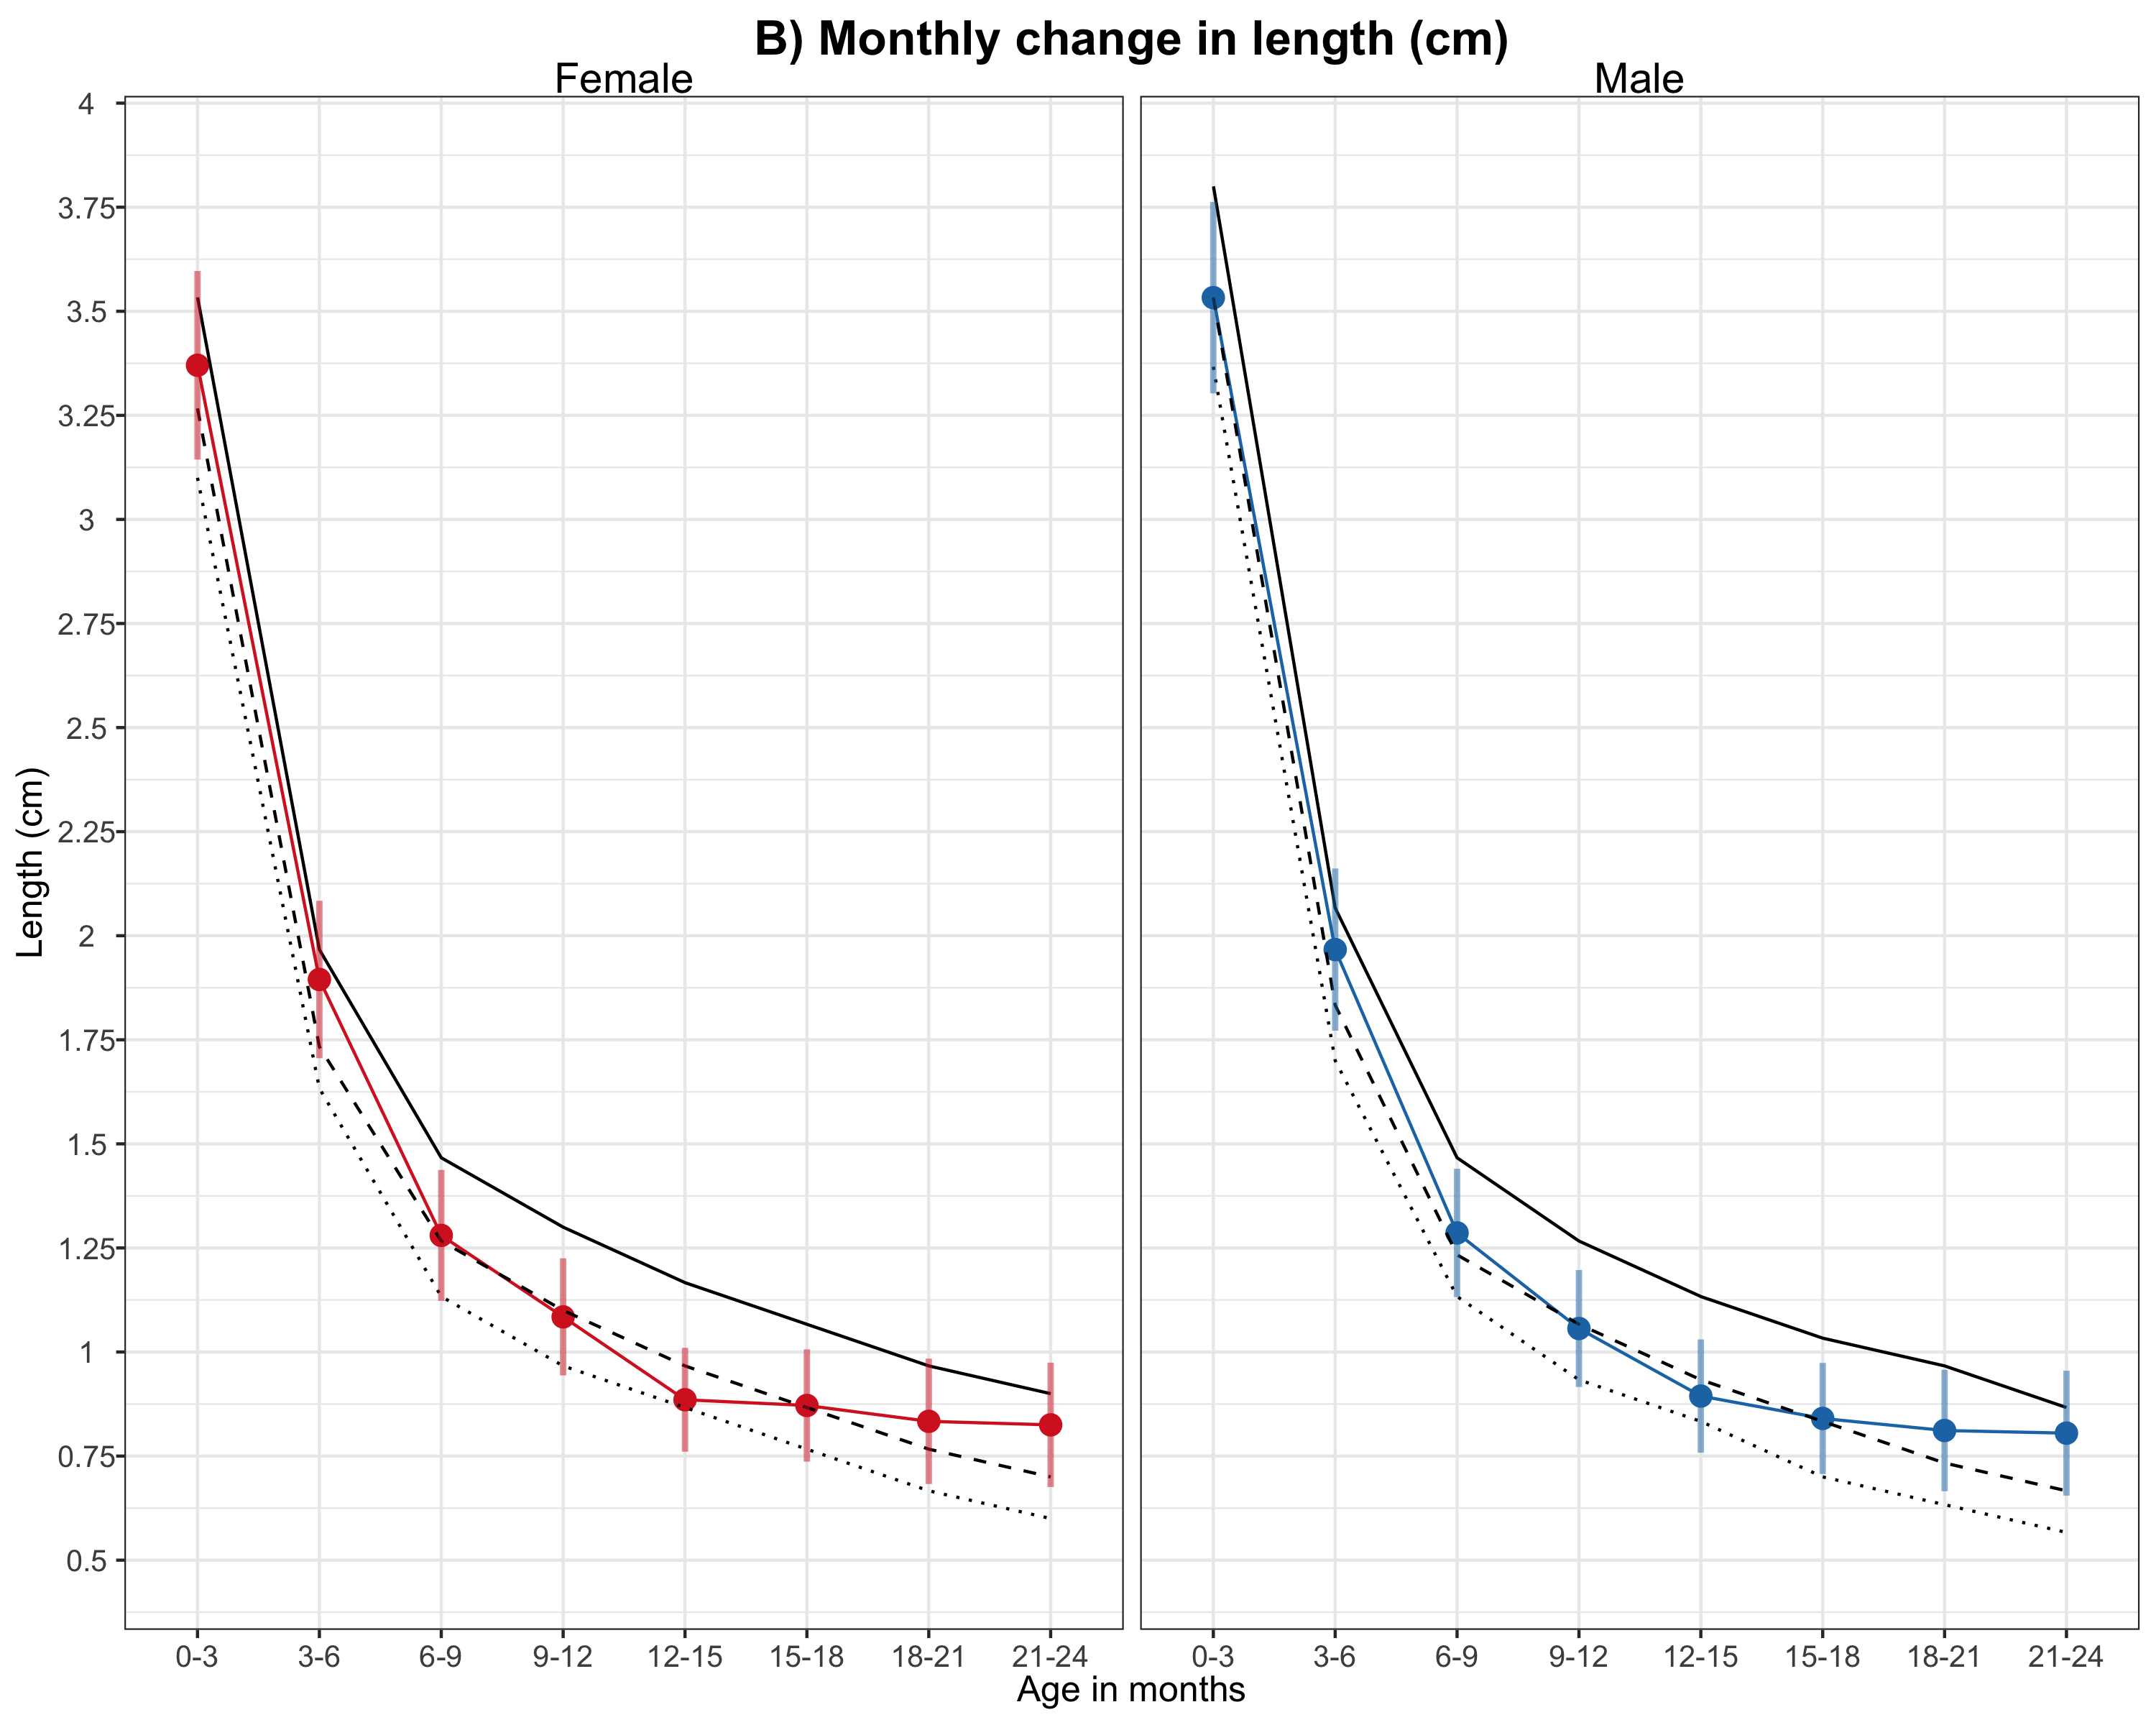 B) Monthly change in length (cm)
Female
Male
Length (cm)
4
3.75
3.5
3.25
3
2.75
2.5
2.25
2
1.75
1.5
1.25
1
0.75
0.5
0-3 3-6 6-9 9-12 12-15 15-18 18-21 21-24
0-3 3-6 6-9 9-12 12-15 15-18 18-21 21-24
Age in months